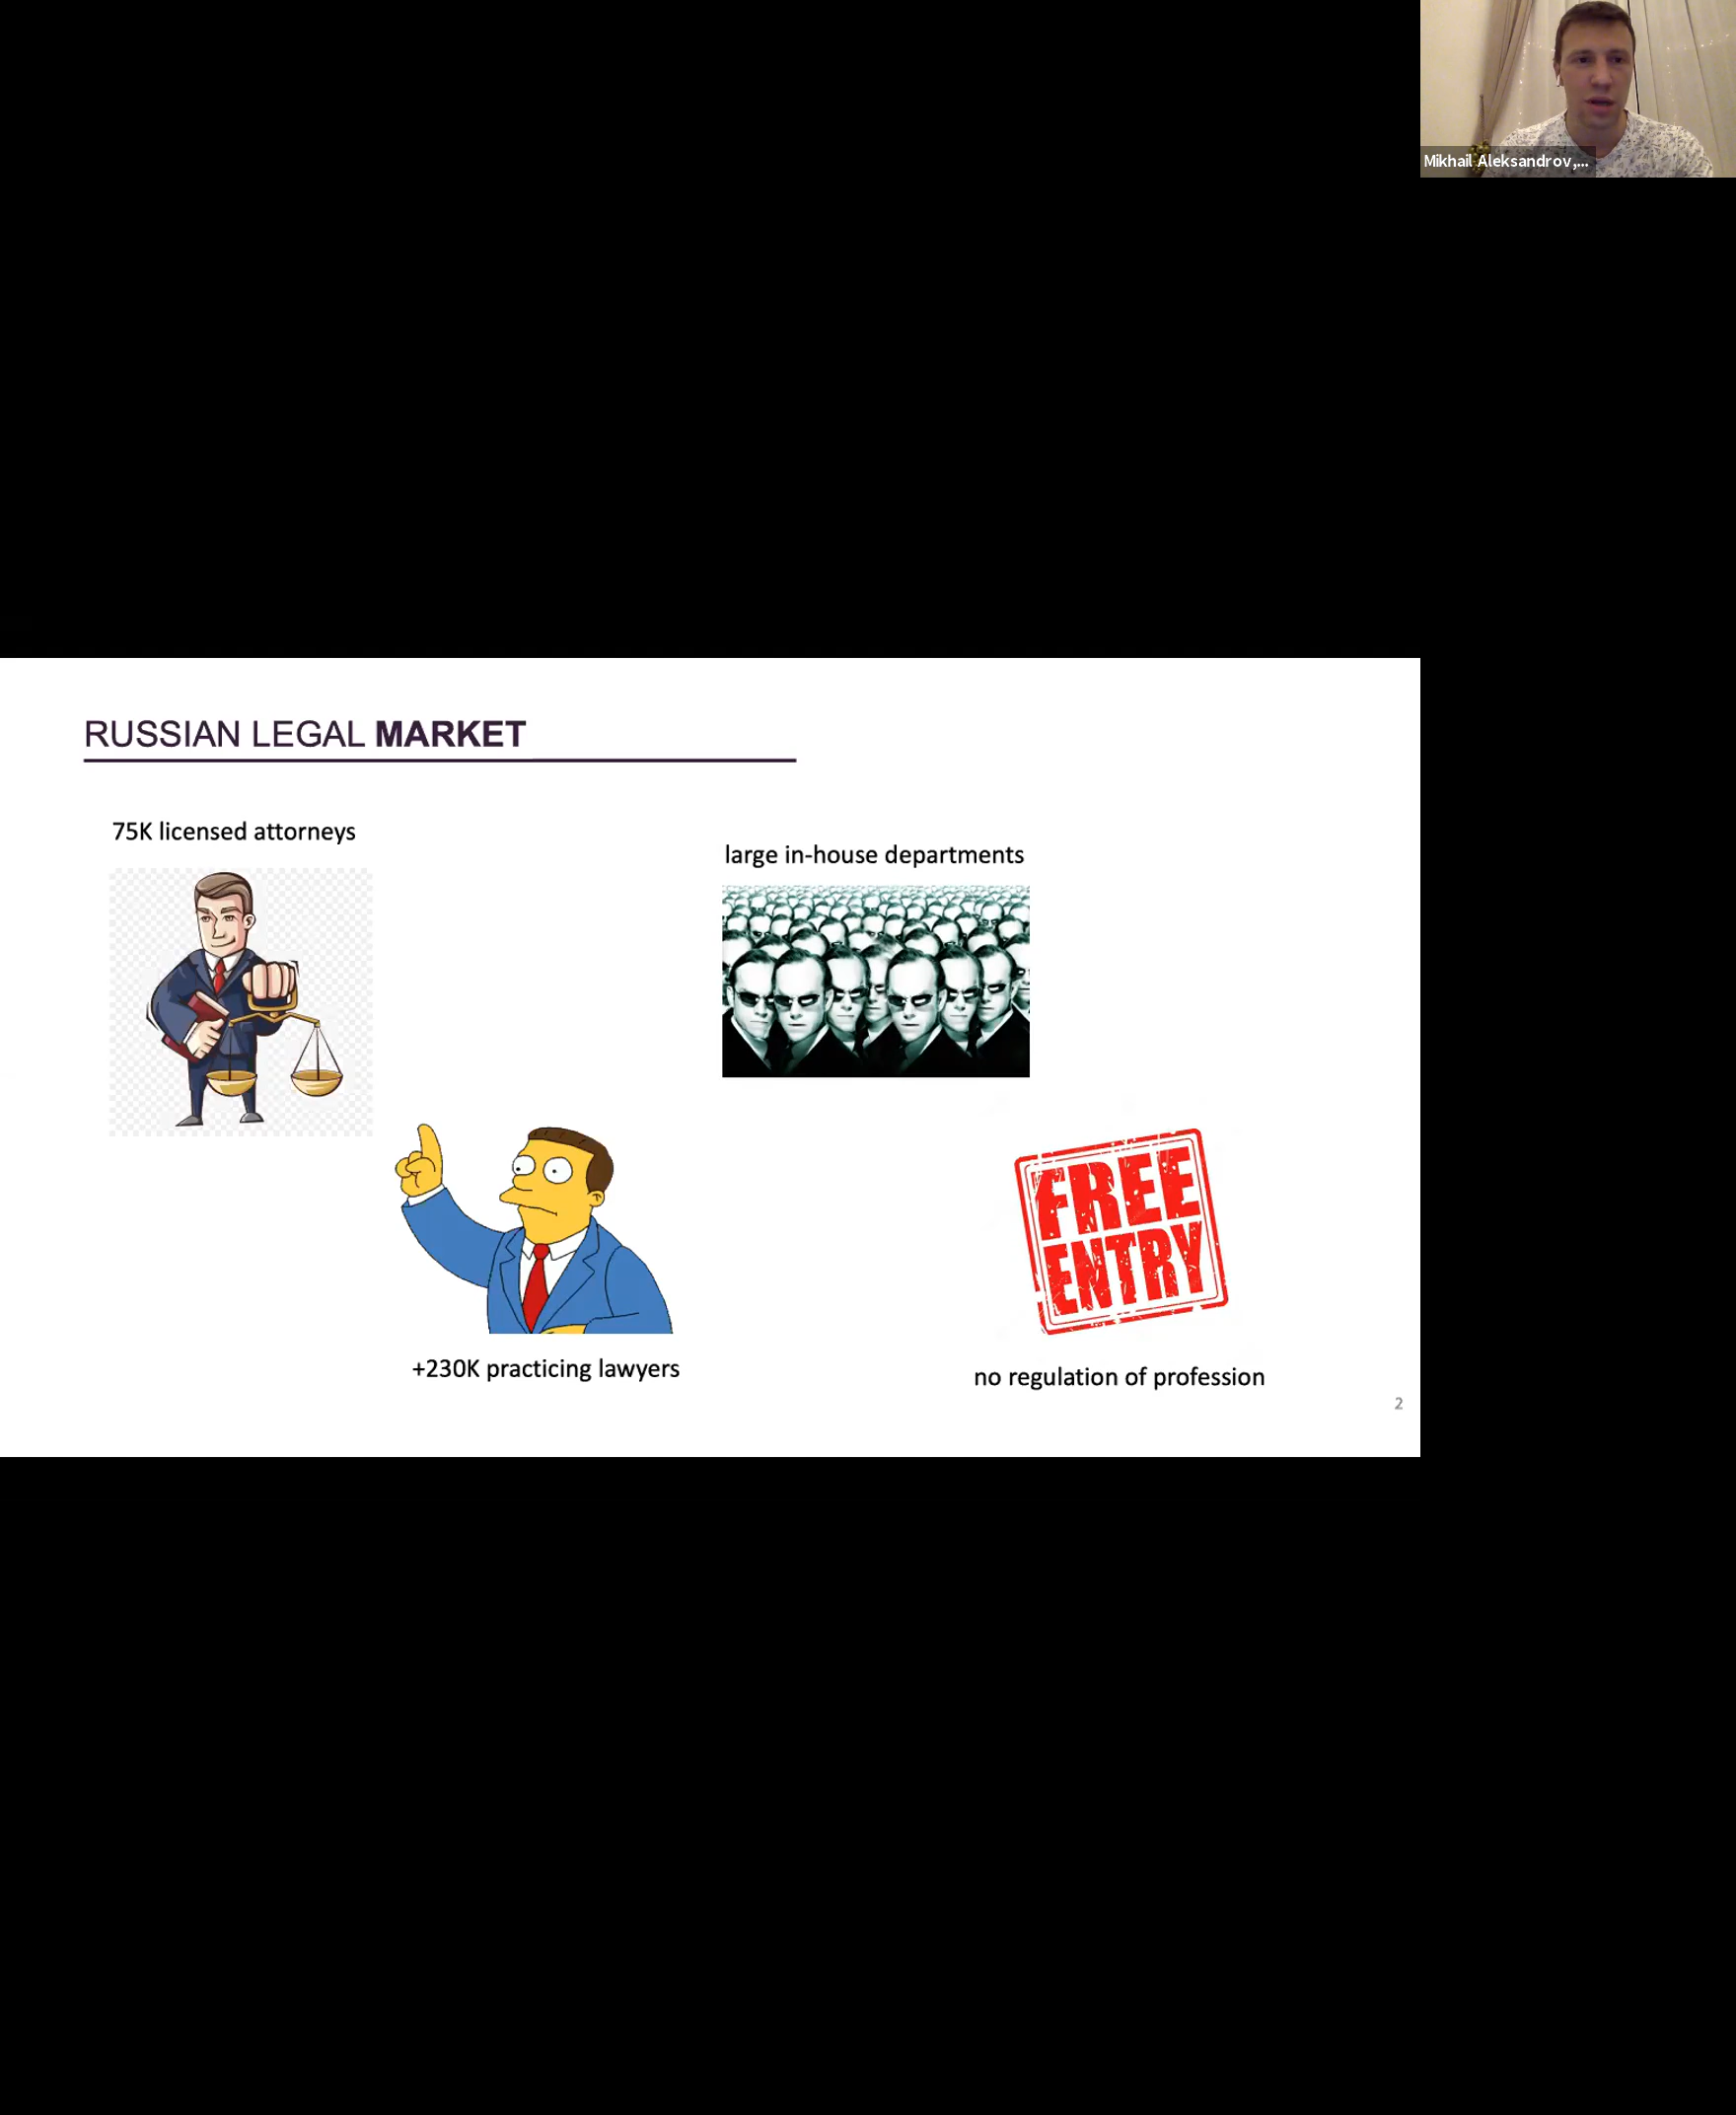 Mikhail Aleksandrov,...
RUSSIAN LEGAL MARKET
75K licensed attorneys
large in-house departments
FREE
ENTRY
+230K practicing lawyers
no regulation of profession
2